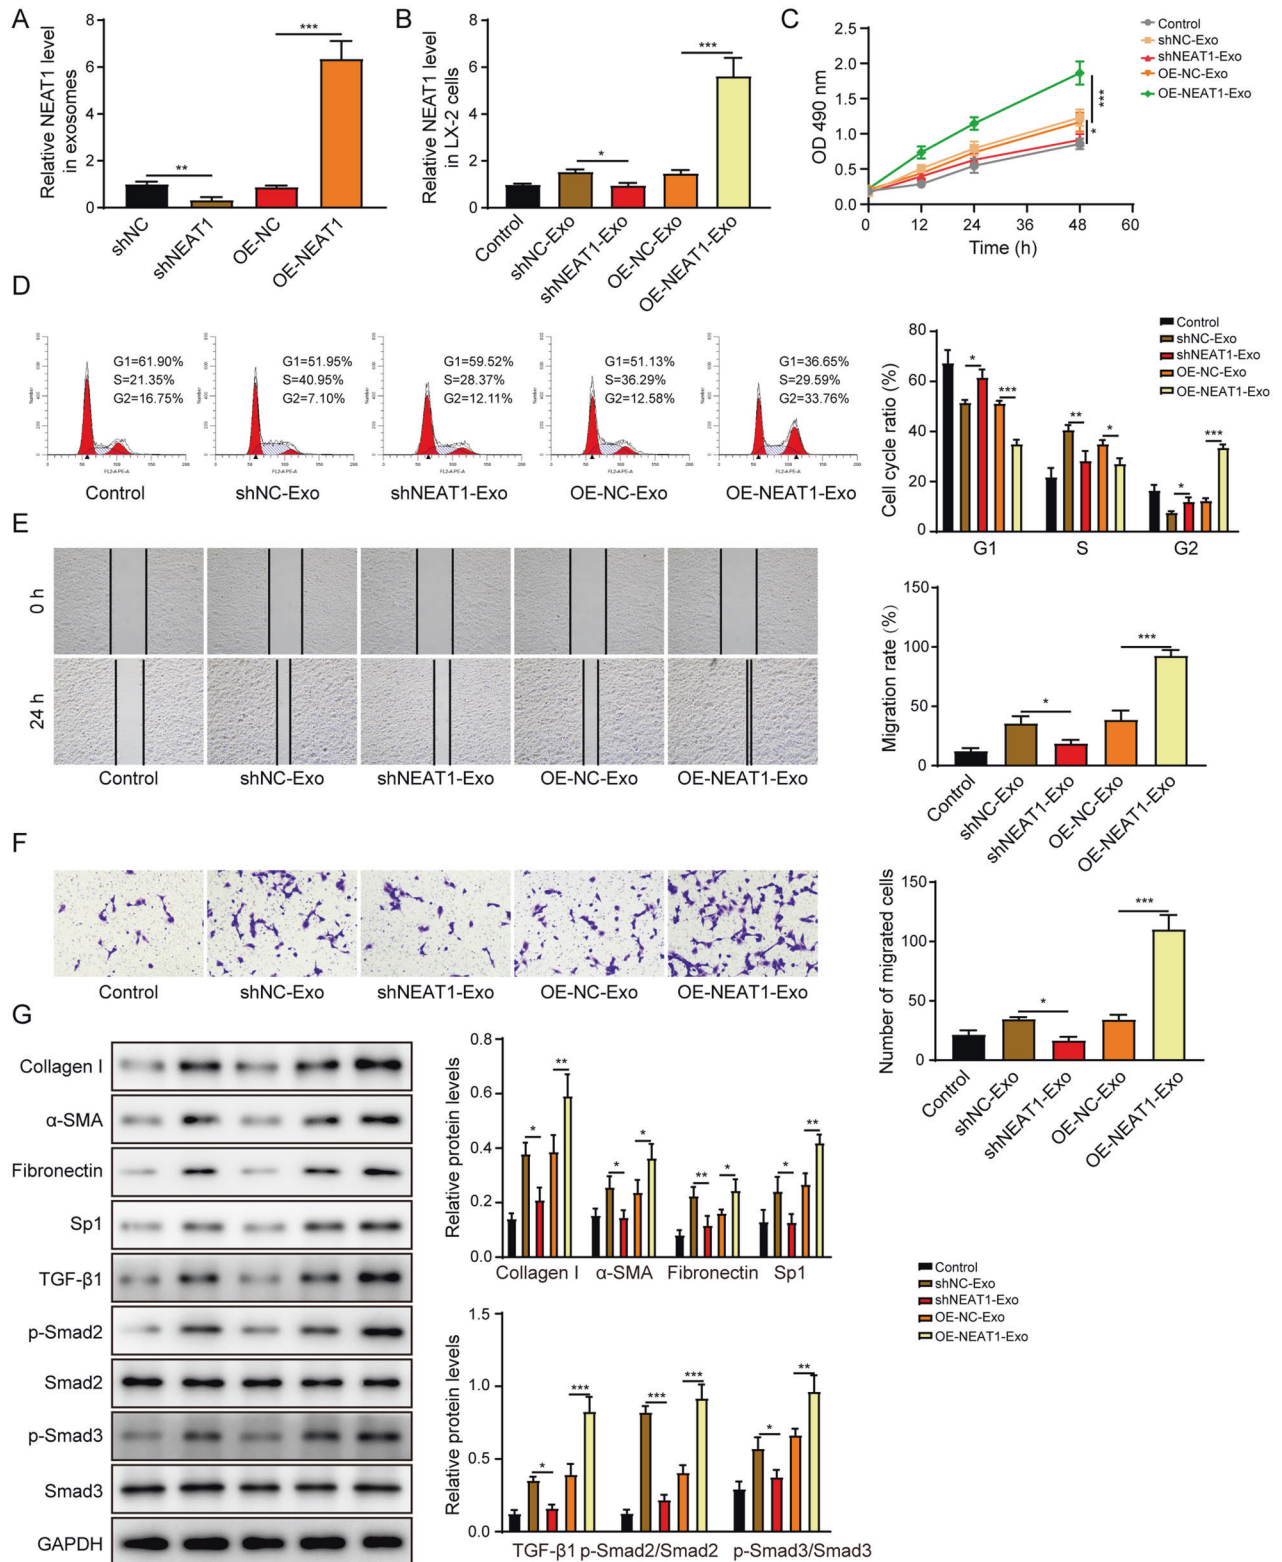 A
Relative NEAT1 level
in exosomes
8
6
4
2
0
**
***
shNC
shNEAT1
OE-NC
OE-NEAT1
B
Relative NEAT1 level
in LX-2 cells
8
6
4
2
0
*
***
Control
shNC-Exo
shNEAT1-Exo
OE-NC-Exo
OE-NEAT1-Exo
C
OD 490 nm
2.5
2.0
1.5
1.0
0.5
0.0
0 12 24 36 48 60
Time (h)
***
*
Control
shNC-Exo
shNEAT1-Exo
OE-NC-Exo
OE-NEAT1-Exo
D
G1=61.90%
S=21.35%
G2=16.75%
Control
G1=51.95%
S=40.95%
G2=7.10%
shNC-Exo
G1=59.52%
S=28.37%
G2=12.11%
shNEAT1-Exo
G1=51.13%
S=36.29%
G2=12.58%
OE-NC-Exo
G1=36.65%
S=29.59%
G2=33.76%
OE-NEAT1-Exo
Cell cycle ratio (%)
80
60
40
20
0
* ***
** *
* ***
G1 S G2
Control
shNC-Exo
shNEAT1-Exo
OE-NC-Exo
OE-NEAT1-Exo
E
0 h
24 h
Control shNC-Exo shNEAT1-Exo OE-NC-Exo OE-NEAT1-Exo
Migration rate (%)
150
100
50
0
*
***
Control
shNC-Exo
shNEAT1-Exo
OE-NC-Exo
OE-NEAT1-Exo
F
Control shNC-Exo shNEAT1-Exo OE-NC-Exo OE-NEAT1-Exo
Number of migrated cells
150
100
50
0
*
***
Control
shNC-Exo
shNEAT1-Exo
OE-NC-Exo
OE-NEAT1-Exo
G
Collagen I
α-SMA
Fibronectin
Sp1
TGF-β1
p-Smad2
Smad2
p-Smad3
Smad3
GAPDH
Relative protein levels
0.8
0.6
0.4
0.2
0.0
* **
* *
** *
* **
Collagen I α-SMA Fibronectin Sp1
Relative protein levels
1.5
1.0
0.5
0.0
* ***
*** ***
* **
TGF-β1 p-Smad2/Smad2 p-Smad3/Smad3
Control
shNC-Exo
shNEAT1-Exo
OE-NC-Exo
OE-NEAT1-Exo